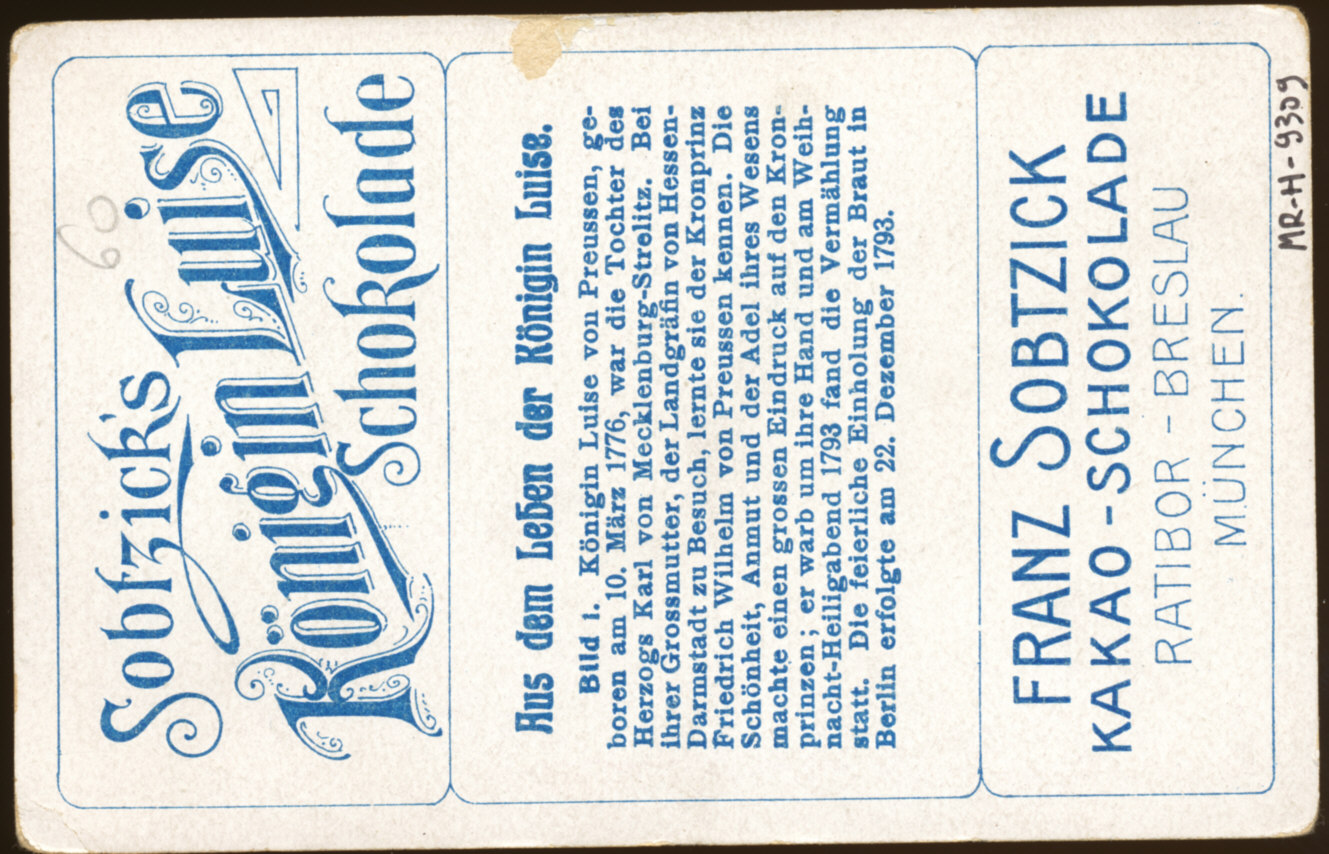 60
Sobtzick's
Königin Luise
Schokolade
Aus dem Leben der Königin Luise.
Bild 1. Königin Luise von Preussen, ge-
boren am 10. März 1776, war die Tochter des
Herzogs Karl von Mecklenburg-Strelitz. Bei
ihrer Grossmutter, der Landgräfin von Hessen-
Darmstadt zu Besuch, lernte sie der Kronprinz
Friedrich Wilhelm von Preussen kennen. Die
Schönheit, Anmut und der Adel ihres Wesens
machte einen grossen Eindruck auf den Kron-
prinzen; er warb um ihre Hand und am Weih-
nacht-Heiligabend 1793 fand die Vermählung
statt. Die feierliche Einholung der Braut in
Berlin erfolgte am 22. Dezember 1793.
FRANZ SOBTZICK
KAKAO-SCHOKOLADE
RATIBOR-BRESLAU
MÜNCHEN.
MR-H-9309